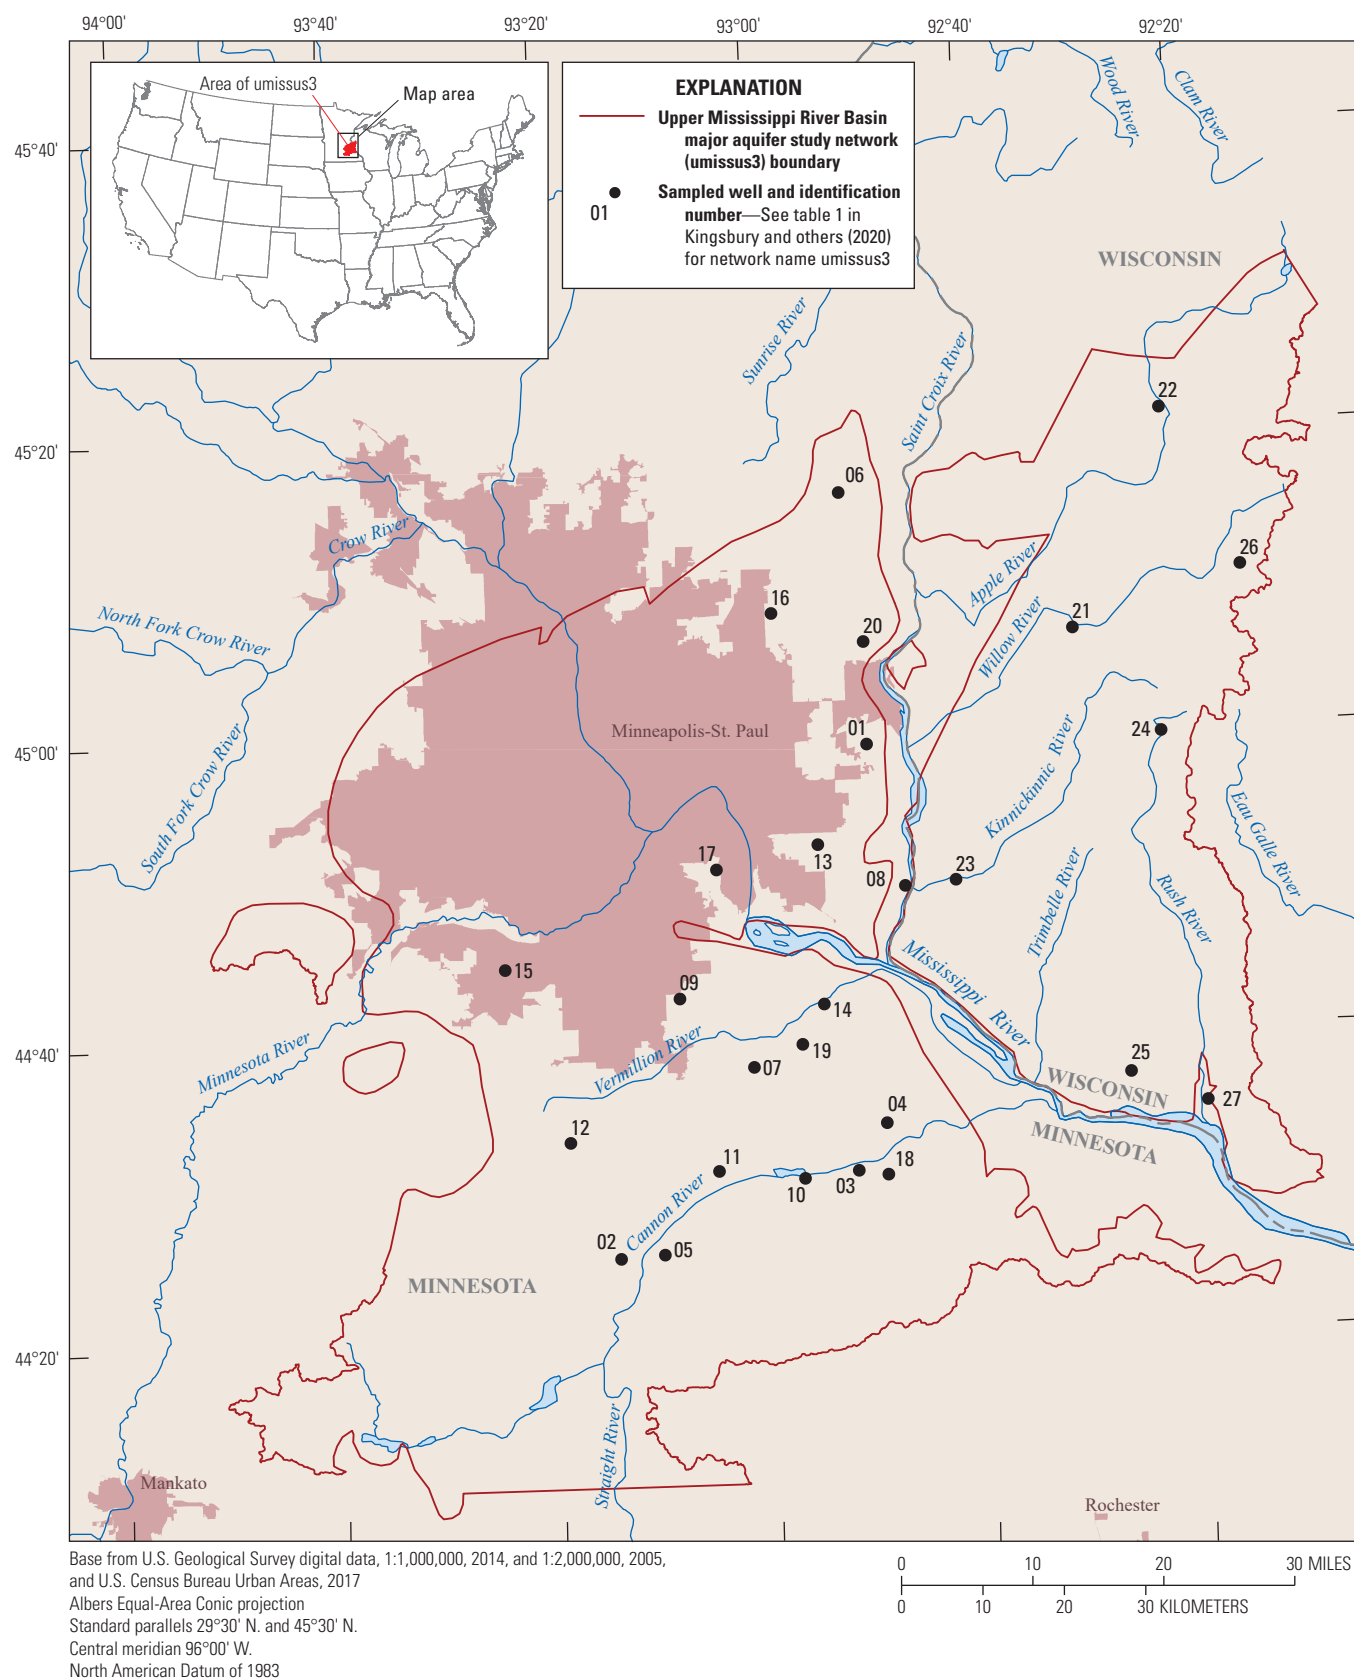 94°00'
93°40'
93°20'
93°00'
92°40'
92°20'
45°40'
45°20'
45°00'
44°40'
44°20'
Area of umissus3
Map area
EXPLANATION
Upper Mississippi River Basin
major aquifer study network
(umissus3) boundary
01
Sampled well and identification
number—See table 1 in
Kingsbury and others (2020)
for network name umissus3
Wood River
Clam River
WISCONSIN
Sunrise River
Saint Croix River
22
06
Crow River
26
Apple River
16
North Fork Crow River
20
21
Willow River
Minneapolis-St. Paul
01
24
South Fork Crow River
Kinnickinnic River
Eau Galle River
13
17
08
23
Trimbelle River
Rush River
Mississippi River
15
09
14
Minnesota River
Vermillion River
19
07
25
WISCONSIN
27
04
MINNESOTA
12
11
10
03
18
Cannon River
02
05
MINNESOTA
Straight River
Mankato
Rochester
Base from U.S. Geological Survey digital data, 1:1,000,000, 2014, and 1:2,000,000, 2005,
and U.S. Census Bureau Urban Areas, 2017
Albers Equal-Area Conic projection
Standard parallels 29°30' N. and 45°30' N.
Central meridian 96°00' W.
North American Datum of 1983
0 10 20 30 MILES
0 10 20 30 KILOMETERS